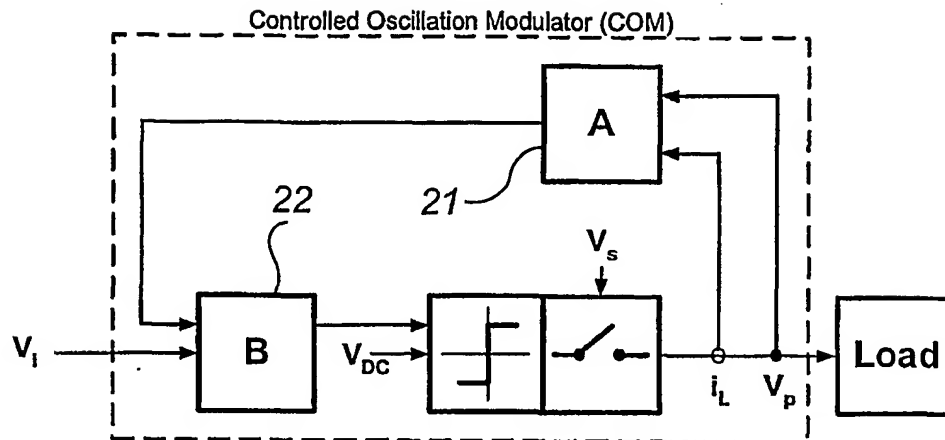 Controlled Oscillation Modulator (COM)
A
21
22
V_s
V_i
B
V_DC
i_L
V_p
Load